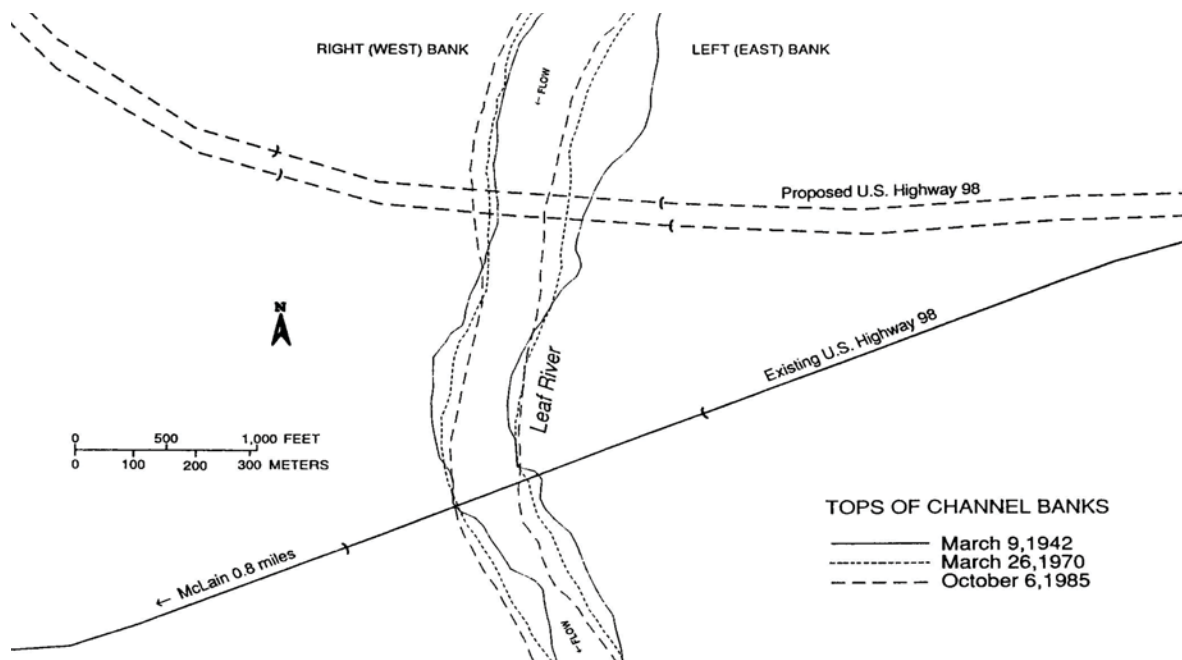 RIGHT (WEST) BANK
LEFT (EAST) BANK
← FLOW
Proposed U.S. Highway 98
N
Existing U.S. Highway 98
Leaf River
0 500 1,000 FEET
0 100 200 300 METERS
TOPS OF CHANNEL BANKS
March 9,1942
March 26,1970
October 6,1985
← McLain 0.8 miles
←FLOW